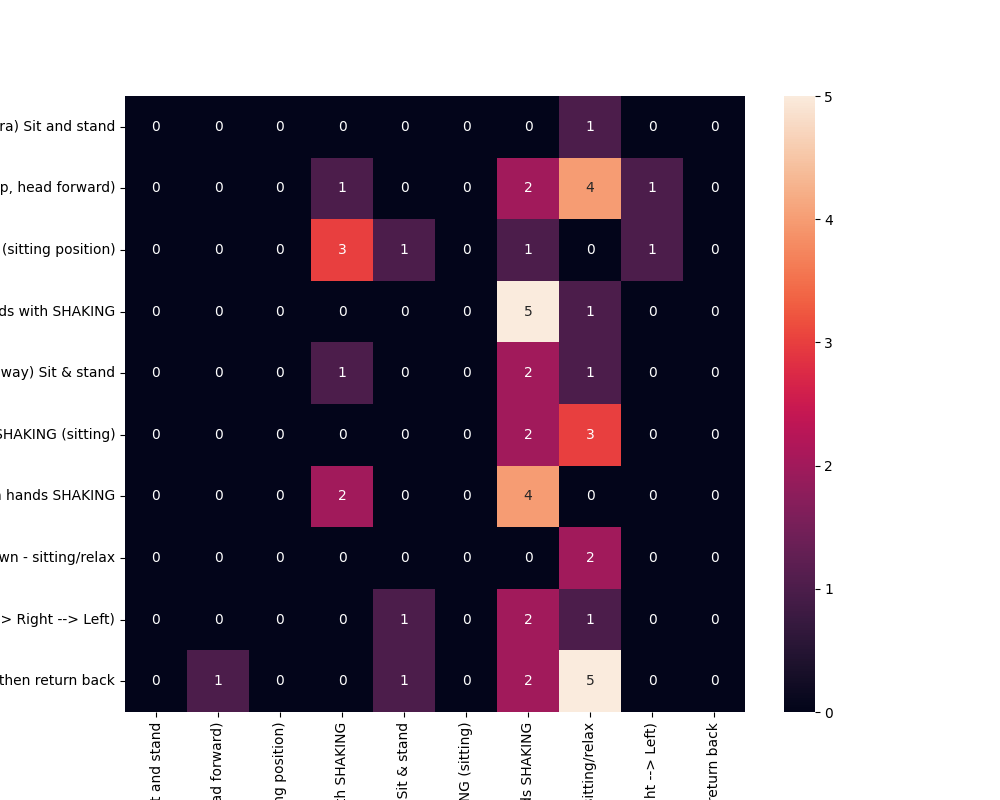 ra) Sit and stand 0 0 0 0 0 0 0 1 0 0
p, head forward) 0 0 0 1 0 0 2 4 1 0
(sitting position) 0 0 0 3 1 0 1 0 1 0
ds with SHAKING 0 0 0 0 0 0 5 1 0 0
way) Sit & stand 0 0 0 1 0 0 2 1 0 0
SHAKING (sitting) 0 0 0 0 0 0 2 3 0 0
hands SHAKING 0 0 0 2 0 0 4 0 0 0
wn - sitting/relax 0 0 0 0 0 0 0 2 0 0
> Right --> Left) 0 0 0 0 1 0 2 1 0 0
then return back 0 1 0 0 1 0 2 5 0 0
t and stand
ad forward)
ng position)
th SHAKING
Sit & stand
NG (sitting)
ds SHAKING
sitting/relax
ht --> Left)
return back
5
4
3
2
1
0